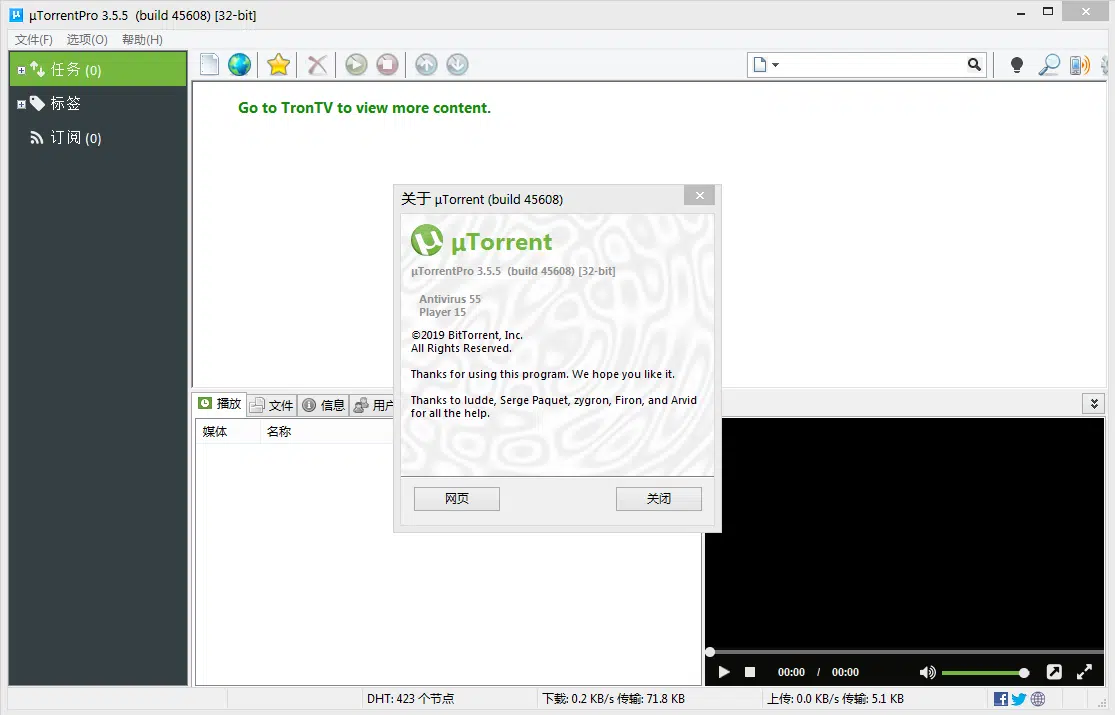 µTorrentPro 3.5.5 (build 45608) [32-bit]
文件(F) 选项(O) 帮助(H)
任务 (0)
标签
订阅 (0)
Go to TronTV to view more content.
关于 µTorrent (build 45608)
µTorrent
µTorrentPro 3.5.5 (build 45608) [32-bit]
Antivirus 55
Player 15
©2019 BitTorrent, Inc.
All Rights Reserved.
Thanks for using this program. We hope you like it.
Thanks to ludde, Serge Paquet, zygron, Firon, and Arvid
for all the help.
网页 关闭
播放 文件 信息 用户
媒体 名称
00:00 / 00:00
DHT: 423 个节点 下载: 0.2 KB/s 传输: 71.8 KB 上传: 0.0 KB/s 传输: 5.1 KB